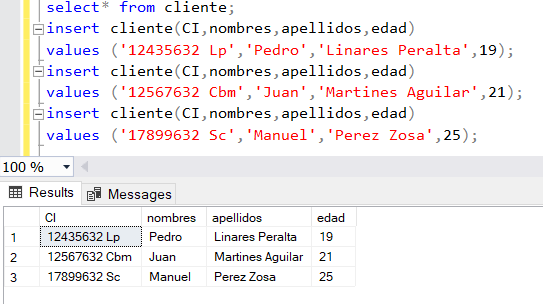 select* from cliente;
insert cliente(CI,nombres,apellidos,edad)
values ('12435632 Lp','Pedro','Linares Peralta',19);
insert cliente(CI,nombres,apellidos,edad)
values ('12567632 Cbm','Juan','Martines Aguilar',21);
insert cliente(CI,nombres,apellidos,edad)
values ('17899632 Sc','Manuel','Perez Zosa',25);
100 %
Results Messages
CI nombres apellidos edad
1 12435632 Lp Pedro Linares Peralta 19
2 12567632 Cbm Juan Martines Aguilar 21
3 17899632 Sc Manuel Perez Zosa 25